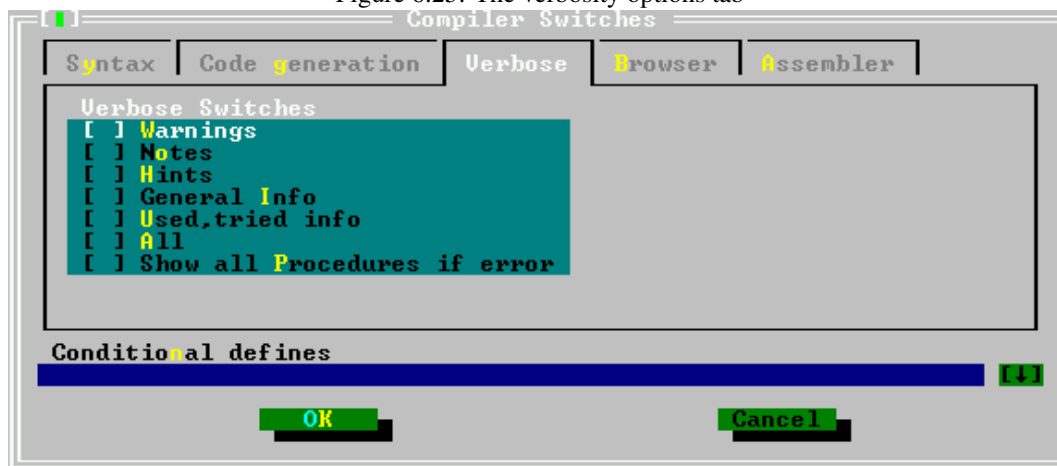 Figure 6.25: The verbosity options tab
[■] Compiler Switches
Syntax Code generation Verbose Browser Assembler
Verbose Switches
[ ] Warnings
[ ] Notes
[ ] Hints
[ ] General Info
[ ] Used,tried info
[ ] All
[ ] Show all Procedures if error
Conditional defines
[↓]
OK Cancel